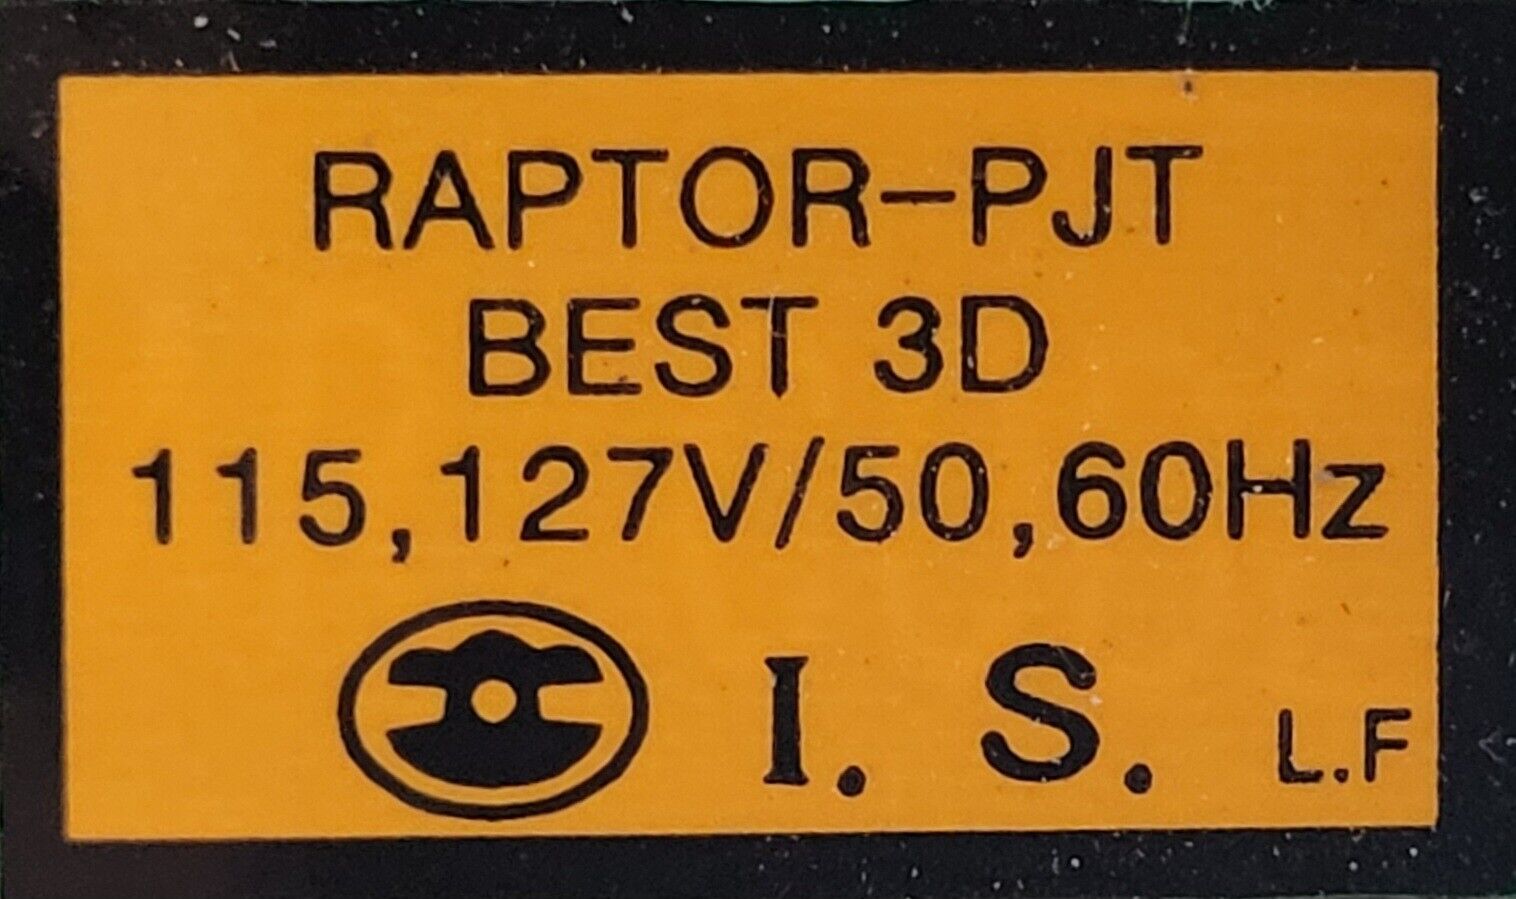 RAPTOR-PJT
BEST 3D
115,127V/50,60Hz
I. S. L.F